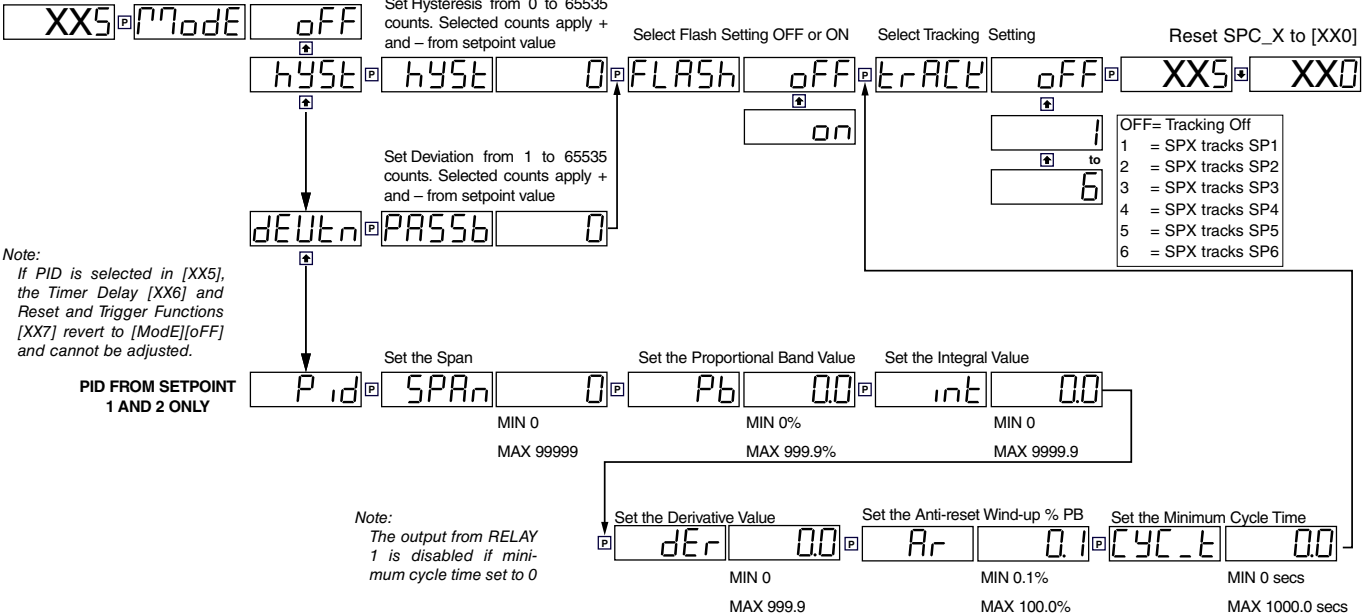 Set Hysteresis from 0 to 65535
counts. Selected counts apply +
and – from setpoint value
Select Flash Setting OFF or ON
Select Tracking Setting
Reset SPC_X to [XX0]
XX5 P ModE oFF
hYSt P hYSt 0 P FLASh oFF P trACK oFF P XX5 XX0
on
1
to
6
OFF= Tracking Off
1 = SPX tracks SP1
2 = SPX tracks SP2
3 = SPX tracks SP3
4 = SPX tracks SP4
5 = SPX tracks SP5
6 = SPX tracks SP6
Set Deviation from 1 to 65535
counts. Selected counts apply +
and – from setpoint value
dEVtn P PASSb 0
Note:
If PID is selected in [XX5],
the Timer Delay [XX6] and
Reset and Trigger Functions
[XX7] revert to [ModE][oFF]
and cannot be adjusted.
PID FROM SETPOINT
1 AND 2 ONLY
Set the Span
Set the Proportional Band Value
Set the Integral Value
Pid P SPAn 0 P Pb 0.0 P int 0.0
MIN 0
MAX 99999
MIN 0%
MAX 999.9%
MIN 0
MAX 9999.9
Note:
The output from RELAY
1 is disabled if mini-
mum cycle time set to 0
Set the Derivative Value
Set the Anti-reset Wind-up % PB
Set the Minimum Cycle Time
P dEr 0.0 P Ar 0.1 P CYC_t 0.0
MIN 0
MAX 999.9
MIN 0.1%
MAX 100.0%
MIN 0 secs
MAX 1000.0 secs